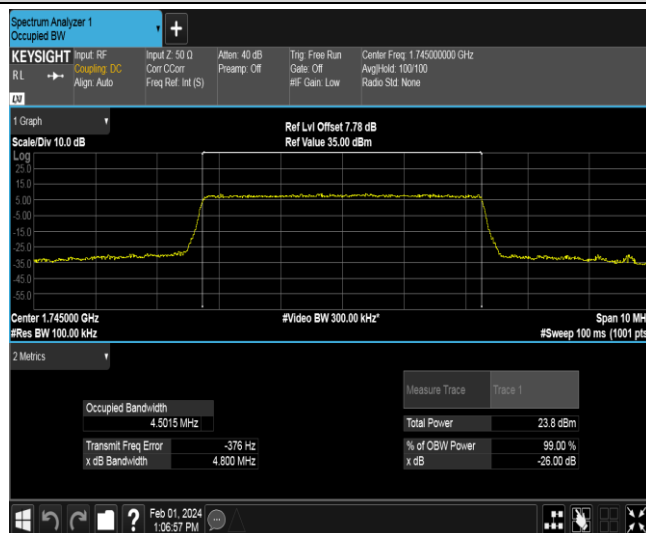 Spectrum Analyzer 1
Occupied BW
+
KEYSIGHT
RL
LXI
Input: RF
Coupling: DC
Align: Auto
Input Z: 50 Ω
Corr CCorr
Freq Ref: Int (S)
Atten: 40 dB
Preamp: Off
Trig: Free Run
Gate: Off
#IF Gain: Low
Center Freq: 1.745000000 GHz
Avg|Hold: 100/100
Radio Std: None
1 Graph
Scale/Div 10.0 dB
Ref Lvl Offset 7.78 dB
Ref Value 35.00 dBm
Log
25.0
15.0
5.00
-5.00
-15.0
-25.0
-35.0
-45.0
-55.0
Center 1.745000 GHz
#Res BW 100.00 kHz
#Video BW 300.00 kHz*
Span 10 MH
#Sweep 100 ms (1001 pts
2 Metrics
Measure Trace Trace 1
Occupied Bandwidth
4.5015 MHz
Total Power 23.8 dBm
Transmit Freq Error -376 Hz
% of OBW Power 99.00 %
x dB Bandwidth 4.800 MHz
x dB -26.00 dB
?
Feb 01, 2024
1:06:57 PM